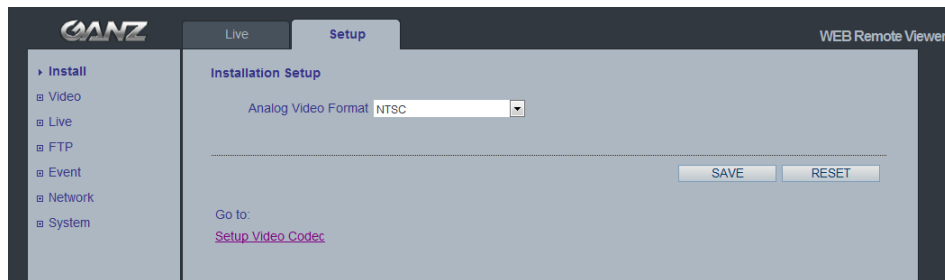 GANZ
Live
Setup
WEB Remote Viewer
Install
Video
Live
FTP
Event
Network
System
Installation Setup
Analog Video Format NTSC
SAVE
RESET
Go to:
Setup Video Codec